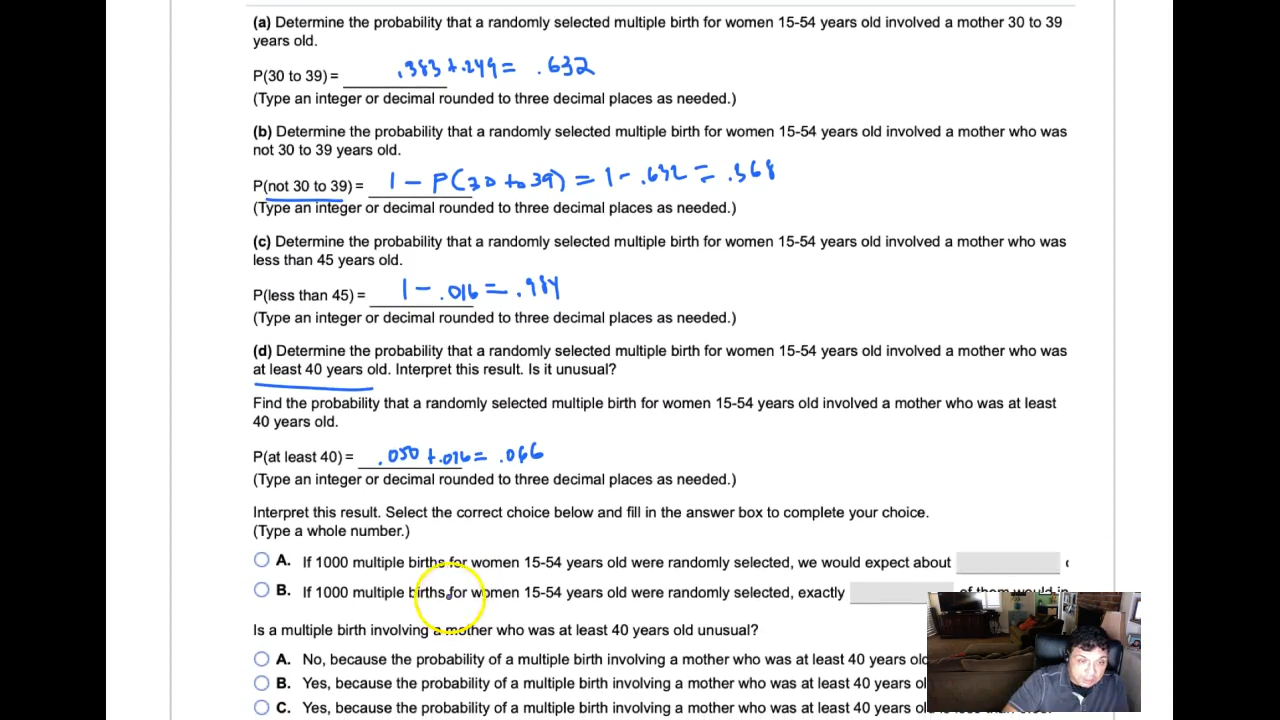 (a) Determine the probability that a randomly selected multiple birth for women 15-54 years old involved a mother 30 to 39
years old.
P(30 to 39) = .383 + .249 = .632
(Type an integer or decimal rounded to three decimal places as needed.)
(b) Determine the probability that a randomly selected multiple birth for women 15-54 years old involved a mother who was
not 30 to 39 years old.
P(not 30 to 39) = 1 - P(30 to 39) = 1 - .632 = .368
(Type an integer or decimal rounded to three decimal places as needed.)
(c) Determine the probability that a randomly selected multiple birth for women 15-54 years old involved a mother who was
less than 45 years old.
P(less than 45) = 1 - .016 = .984
(Type an integer or decimal rounded to three decimal places as needed.)
(d) Determine the probability that a randomly selected multiple birth for women 15-54 years old involved a mother who was
at least 40 years old. Interpret this result. Is it unusual?
Find the probability that a randomly selected multiple birth for women 15-54 years old involved a mother who was at least
40 years old.
P(at least 40) = .050 + .016 = .066
(Type an integer or decimal rounded to three decimal places as needed.)
Interpret this result. Select the correct choice below and fill in the answer box to complete your choice.
(Type a whole number.)
A. If 1000 multiple births for women 15-54 years old were randomly selected, we would expect about
B. If 1000 multiple births for women 15-54 years old were randomly selected, exactly of them would
Is a multiple birth involving a mother who was at least 40 years old unusual?
A. No, because the probability of a multiple birth involving a mother who was at least 40 years
B. Yes, because the probability of a multiple birth involving a mother who was at least 40 years
C. Yes, because the probability of a multiple birth involving a mother who was at least 40 years